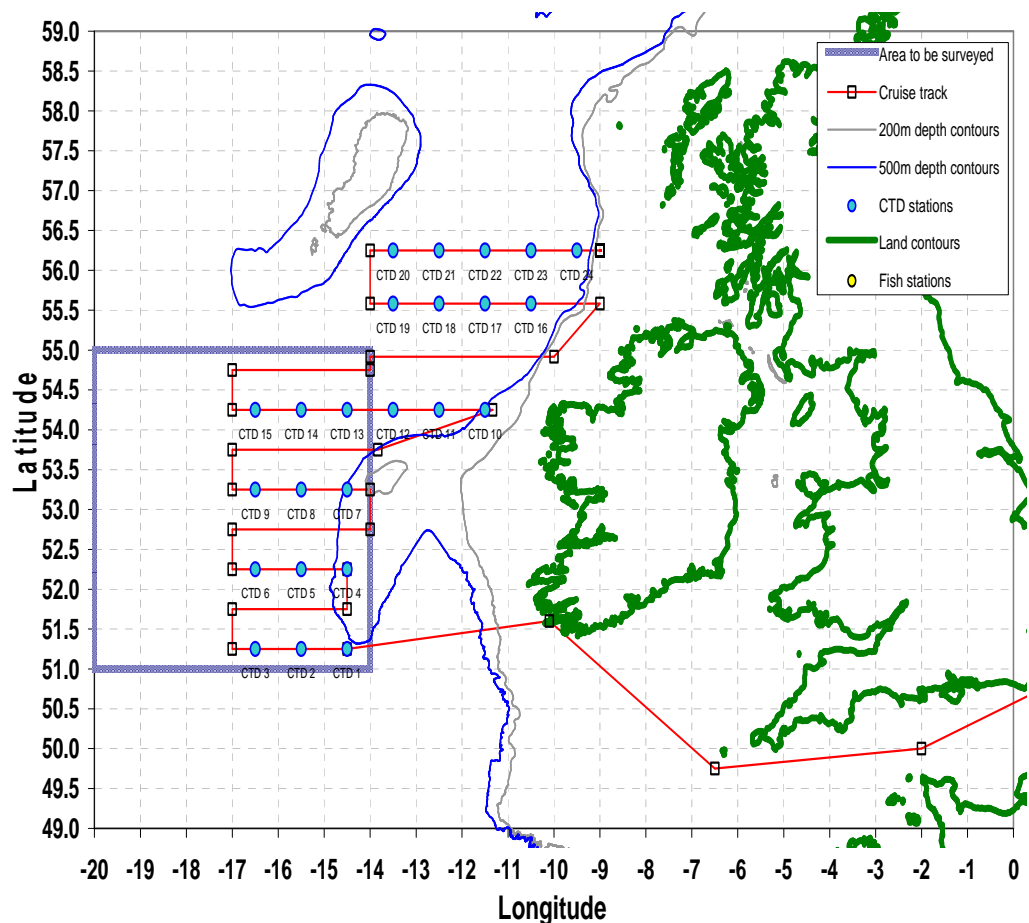 59.0
58.5
58.0
57.5
57.0
56.5
56.0
55.5
55.0
54.5
54.0
53.5
53.0
52.5
52.0
51.5
51.0
50.5
50.0
49.5
49.0
Latitude
Area to be surveyed
Cruise track
200m depth contours
500m depth contours
CTD stations
Land contours
Fish stations
CTD 20 CTD 21 CTD 22 CTD 23 CTD 24
CTD 19 CTD 18 CTD 17 CTD 16
CTD 15 CTD 14 CTD 13 CTD 12 CTD 11 CTD 10
CTD 9 CTD 8 CTD 7
CTD 6 CTD 5 CTD 4
CTD 3 CTD 2 CTD 1
-20 -19 -18 -17 -16 -15 -14 -13 -12 -11 -10 -9 -8 -7 -6 -5 -4 -3 -2 -1 0
Longitude